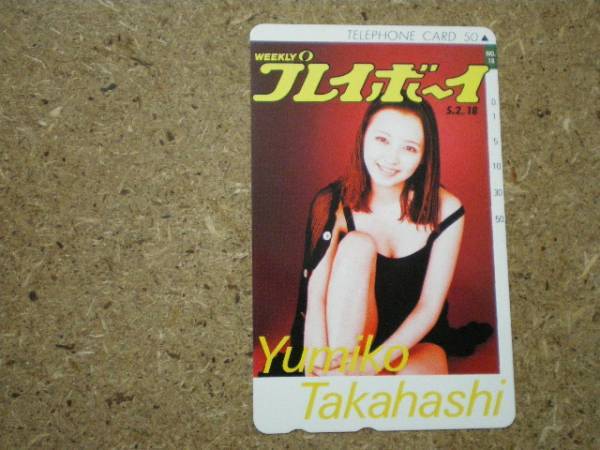 TELEPHONE CARD 50▲
NO.
18
WEEKLY
プレイボーイ
5.2.18
0
1
5
10
30
50
Yumiko
Takahashi